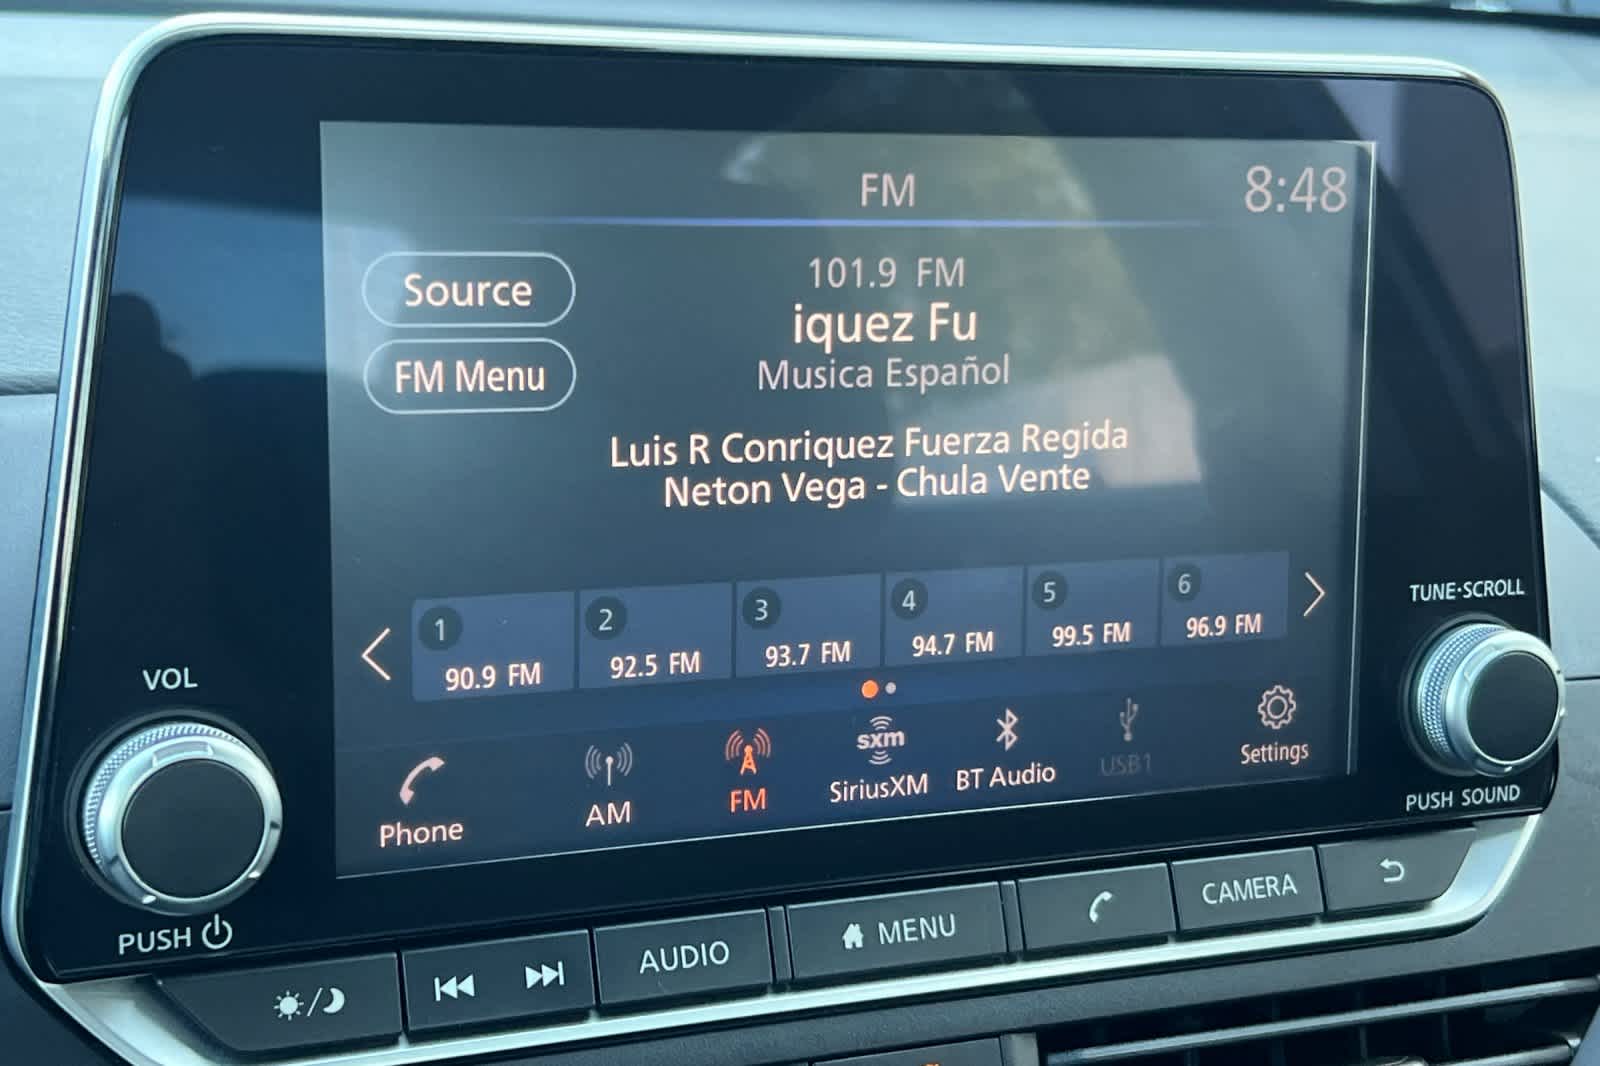 FM
8:48
Source
FM Menu
101.9 FM
iquez Fu
Musica Español
Luis R Conriquez Fuerza Regida
Neton Vega - Chula Vente
1
90.9 FM
2
92.5 FM
3
93.7 FM
4
94.7 FM
5
99.5 FM
6
96.9 FM
Phone
AM
FM
sxm
SiriusXM
BT Audio
USB1
Settings
VOL
PUSH
TUNE·SCROLL
PUSH SOUND
AUDIO
MENU
CAMERA